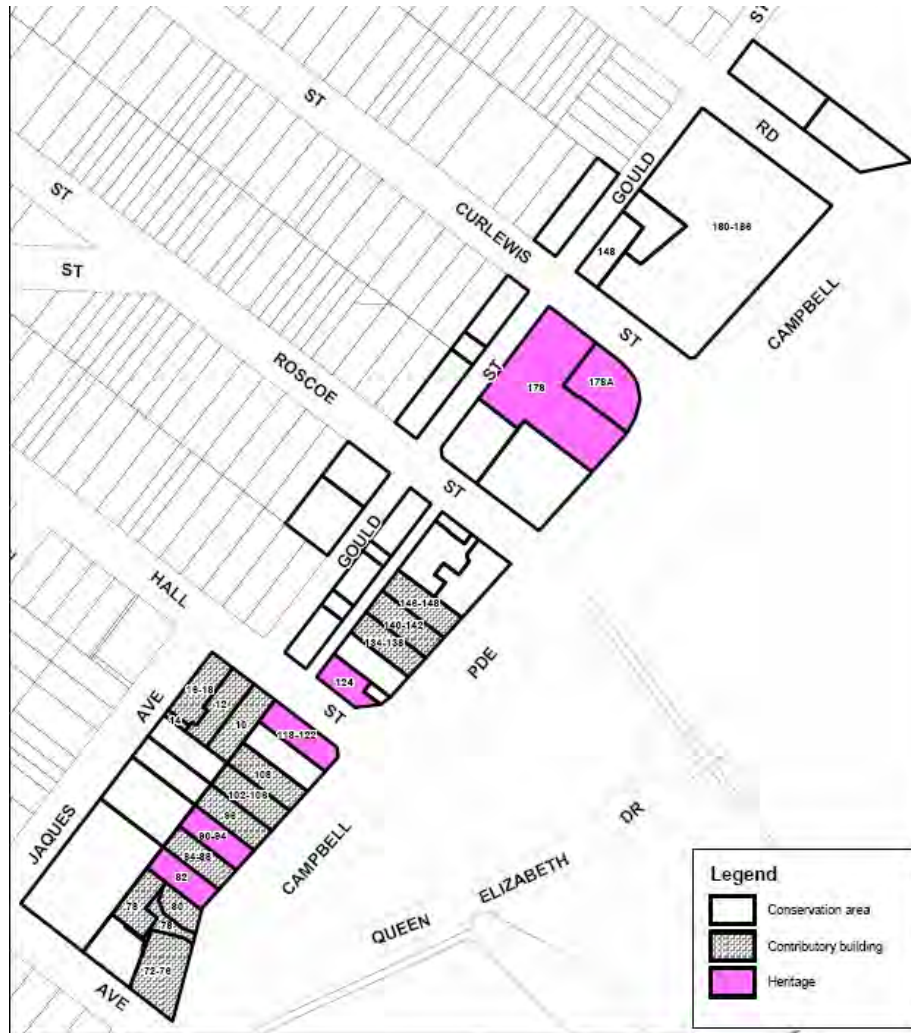 ST
ST
RD
GOULD
ST
CURLEWIS
180-186
148
ST
CAMPBELL
ST
ROSCOE
ST
178
178A
ST
GOULD
HALL
146-148
140-142
134-138
PDE
124
ST
AVE
16-18
12
10
14
118-122
108
102-106
96
90-94
84-88
82
JAQUES
CAMPBELL
DR
ELIZABETH
QUEEN
78
80
78
72-76
AVE
Legend
Conservation area
Contributory building
Heritage